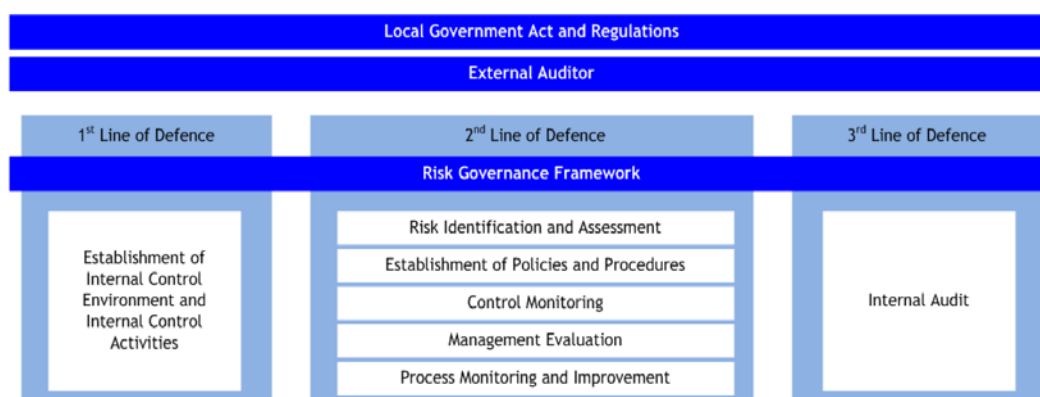 Local Government Act and Regulations
External Auditor
1st Line of Defence
2nd Line of Defence
3rd Line of Defence
Risk Governance Framework
Establishment of
Internal Control
Environment and
Internal Control
Activities
Risk Identification and Assessment
Establishment of Policies and Procedures
Control Monitoring
Management Evaluation
Process Monitoring and Improvement
Internal Audit